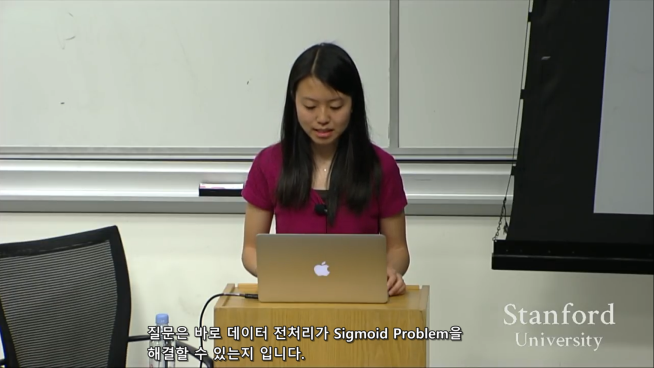 Stanford
University
질문은 바로 데이터 전처리가 Sigmoid Problem을
해결할 수 있는지 입니다.